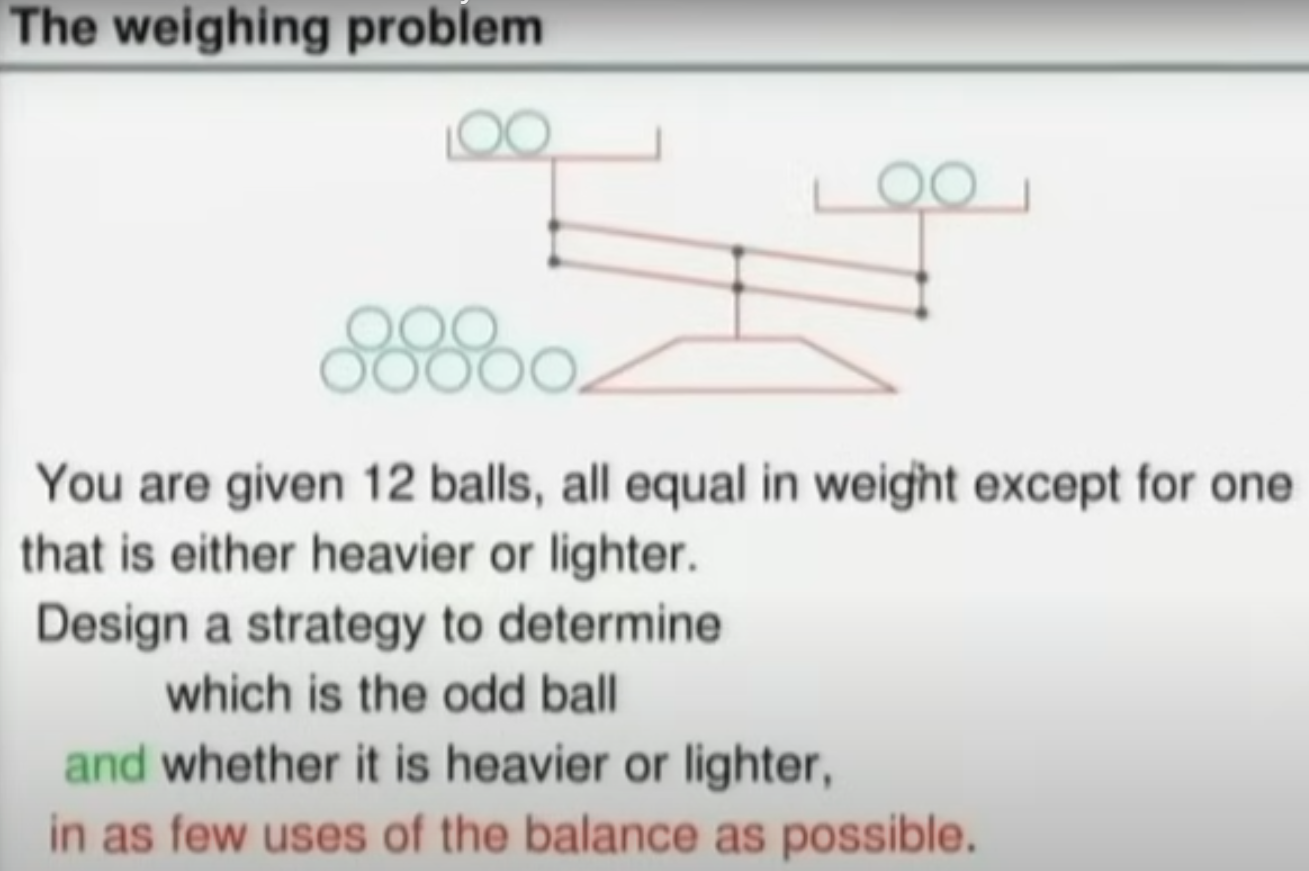 The weighing problem
You are given 12 balls, all equal in weight except for one
that is either heavier or lighter.
Design a strategy to determine
which is the odd ball
and whether it is heavier or lighter,
in as few uses of the balance as possible.